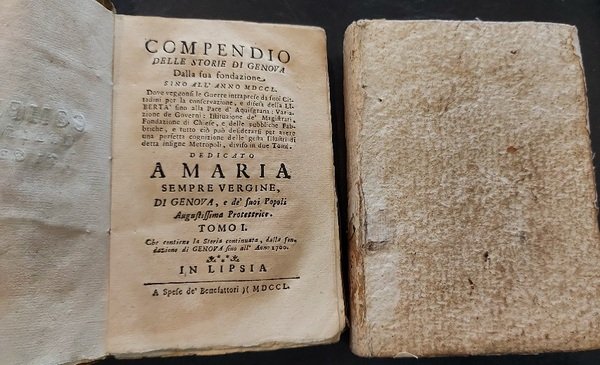 COMPENDIO
DELLE STORIE DI GENOVA
Dalla sua fondazione
SINO ALL' ANNO MDCCL.
Dove veggonsi le Guerre intraprese da suoi Cit-
tadini per la conservazione, e difesa della LI-
BERTA' sino alla Pace d' Aquisgrana: Varia-
zione de Governi: Istituzione de' Magistrati,
Fondazione di Chiese, e delle pubbliche Fab-
briche, e tutto ciò può desiderarsi per avere
una perfetta cognizione delle gesta illustri di
detta insigne Metropoli, diviso in due Tomi.
DEDICATO
A MARIA
SEMPRE VERGINE,
DI GENOVA, e de' suoi Popoli
Augustissima Protettrice.
TOMO I.
Che contiene la Storia continuata, dalla fon-
dazione di GENOVA sino all' Anno 1700.
IN LIPSIA
A Spese de' Benefattori )( MDCCL.